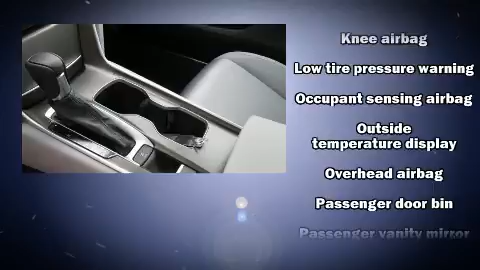 Knee airbag
Low tire pressure warning
Occupant sensing airbag
Outside
temperature display
Overhead airbag
Passenger door bin
Passenger vanity mirror